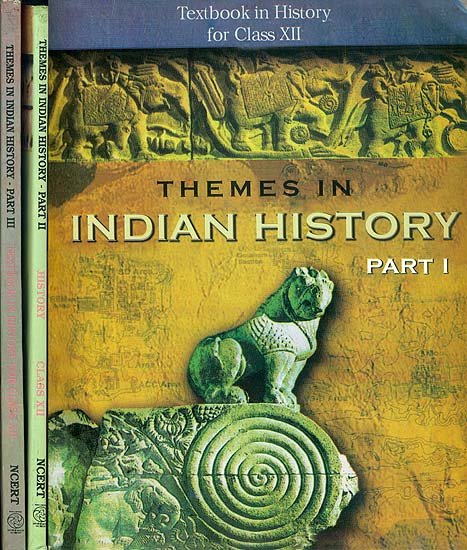 Textbook in History
for Class XII
THEMES IN
INDIAN HISTORY
PART I
THEMES IN INDIAN HISTORY - PART II
HISTORY
CLASS XII
NCERT
THEMES IN INDIAN HISTORY - PART III
NCERT